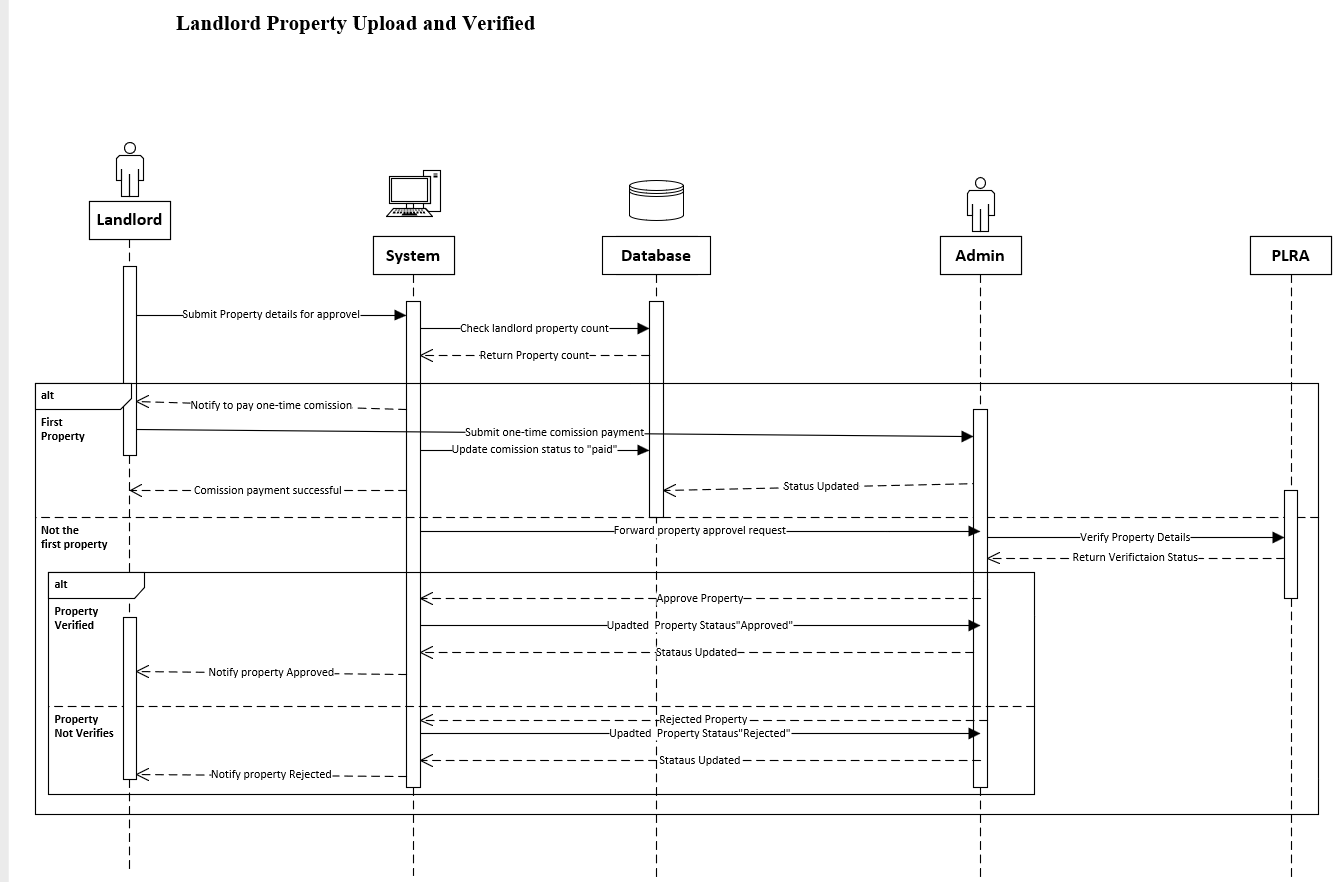 Landlord Property Upload and Verified
Landlord
System
Database
Admin
PLRA
Submit Property details for approvel
Check landlord property count
Return Property count
alt
Notify to pay one-time comission
First
Property
Submit one-time comission payment
Update comission status to "paid"
Status Updated
Comission payment successful
Not the
first property
Forward property approvel request
Verify Property Details
Return Verifictaion Status
alt
Approve Property
Property
Verified
Upadted Property Stataus"Approved"
Stataus Updated
Notify property Approved
Property
Not Verifies
Rejected Property
Upadted Property Stataus"Rejected"
Stataus Updated
Notify property Rejected